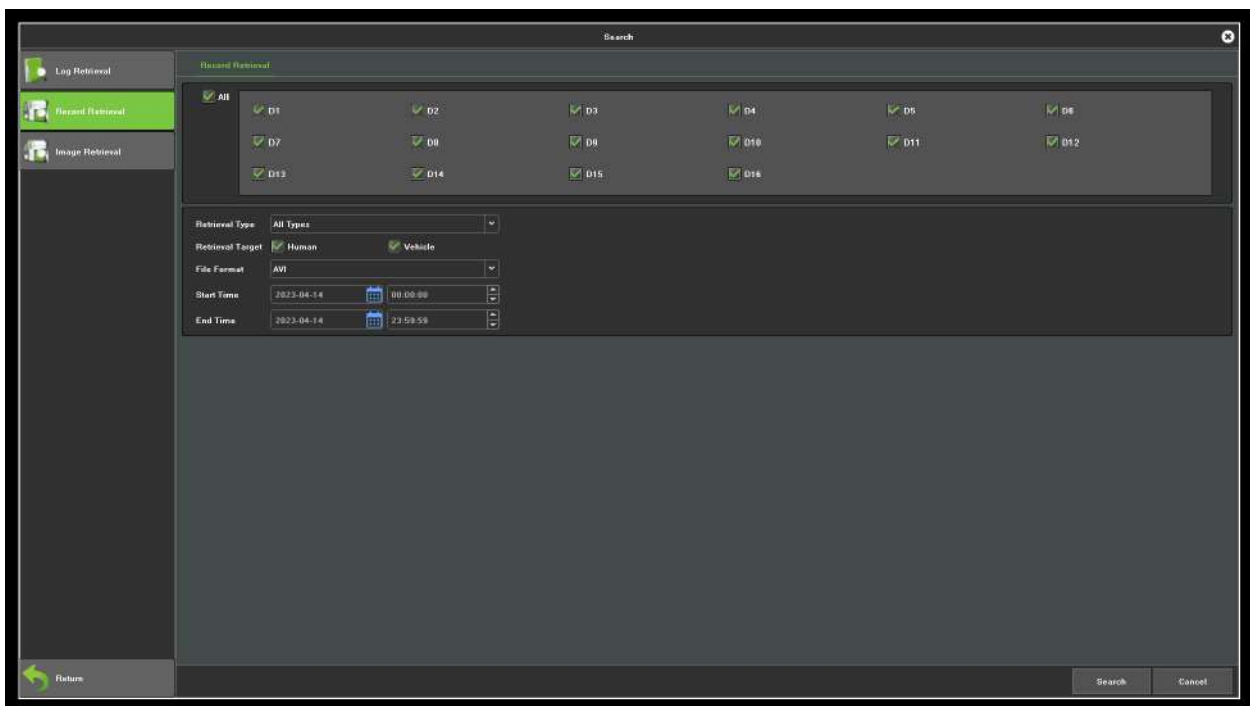 Search
Log Retrieval
Record Retrieval
Image Retrieval
Return
Record Retrieval
All
D1 D2 D3 D4 D5 D6
D7 D8 D9 D10 D11 D12
D13 D14 D15 D16
Retrieval Type All Types
Retrieval Target Human Vehicle
File Format AVI
Start Time 2023-04-14 00:00:00
End Time 2023-04-14 23:59:59
Search Cancel